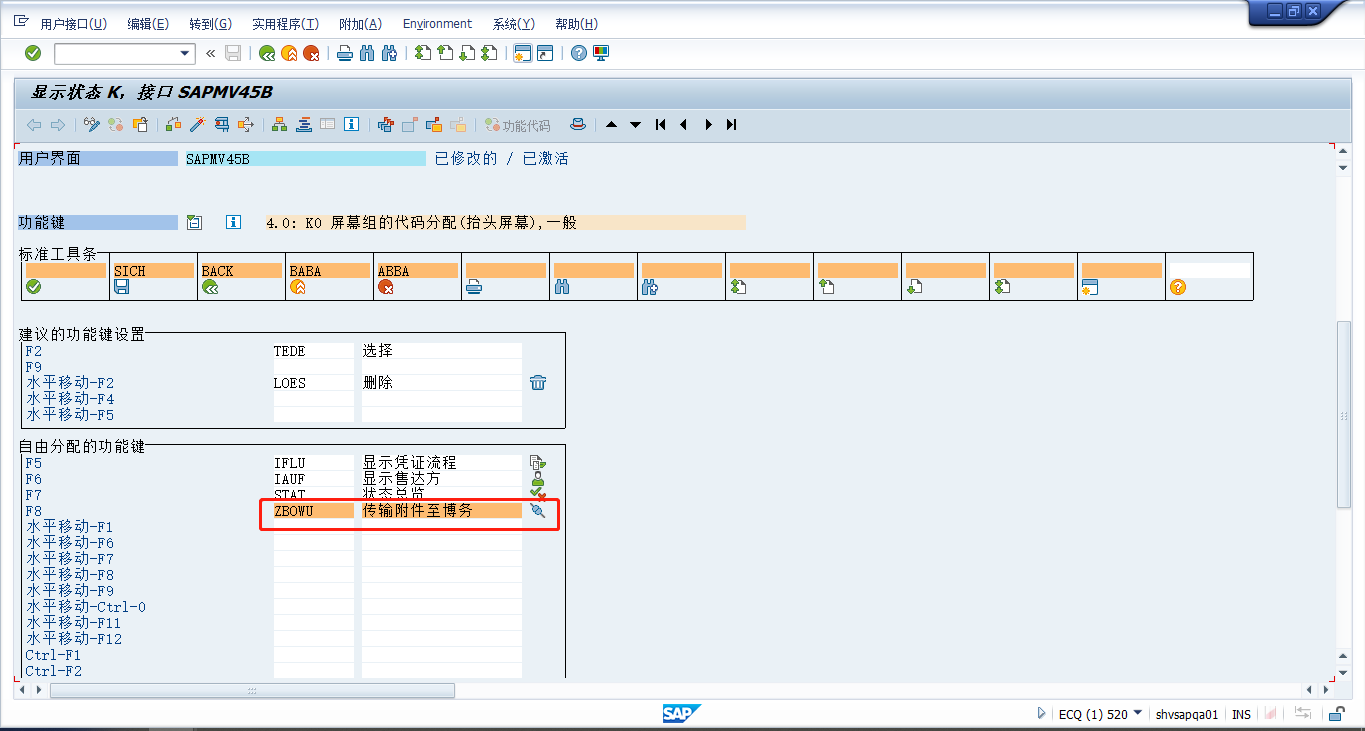 用户接口(U) 编辑(E) 转到(G) 实用程序(T) 附加(A) Environment 系统(Y) 帮助(H)
显示状态 K, 接口 SAPMV45B
功能代码
用户界面 SAPMV45B 已修改的 / 已激活
功能键 4.0: K0 屏幕组的代码分配(抬头屏幕),一般
标准工具条
SICH BACK BABA ABBA
建议的功能键设置
F2 TEDE 选择
F9
水平移动-F2 LOES 删除
水平移动-F4
水平移动-F5
自由分配的功能键
F5 IFLU 显示凭证流程
F6 IAUF 显示售达方
F7 STAT 状态总览
F8 ZBOWU 传输附件至博务
水平移动-F1
水平移动-F6
水平移动-F7
水平移动-F8
水平移动-F9
水平移动-Ctrl-0
水平移动-F11
水平移动-F12
Ctrl-F1
Ctrl-F2
SAP
ECQ (1) 520 shvsapqa01 INS